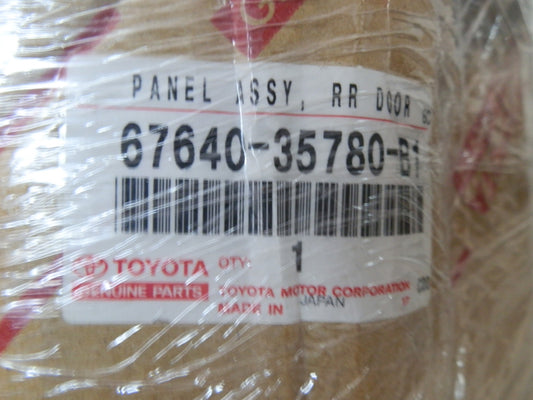 PANEL ASSY, RR DOOR
67640-35780-B1
TOYOTA QTY. 1
GENUINE PARTS
TOYOTA MOTOR CORPORATION
MADE IN JAPAN